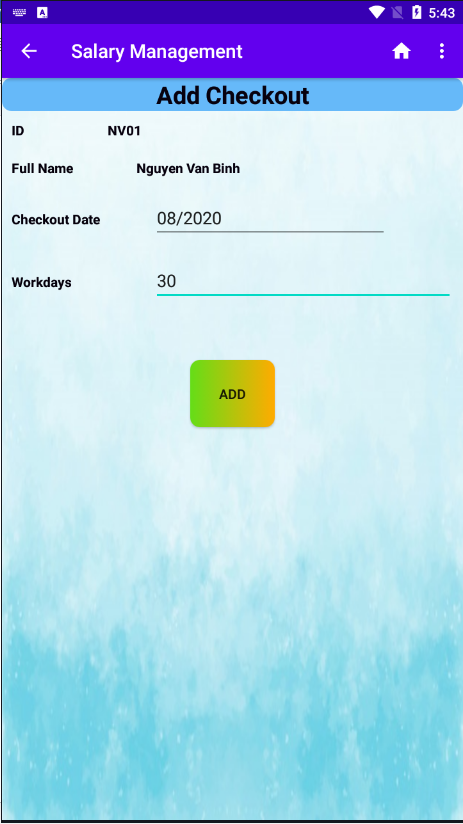 5:43
Salary Management
Add Checkout
ID NV01
Full Name Nguyen Van Binh
Checkout Date 08/2020
Workdays 30
ADD